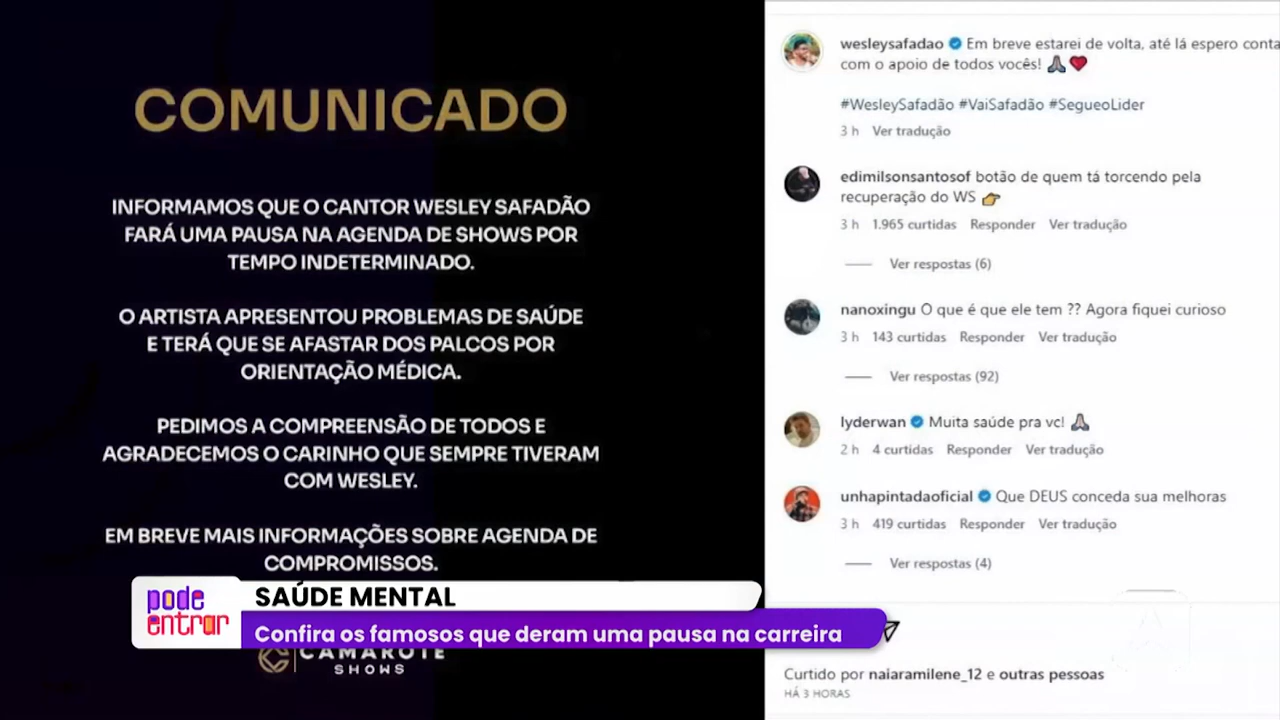 COMUNICADO
INFORMAMOS QUE O CANTOR WESLEY SAFADÃO
FARÁ UMA PAUSA NA AGENDA DE SHOWS POR
TEMPO INDETERMINADO.
O ARTISTA APRESENTOU PROBLEMAS DE SAÚDE
E TERÁ QUE SE AFASTAR DOS PALCOS POR
ORIENTAÇÃO MÉDICA.
PEDIMOS A COMPREENSÃO DE TODOS E
AGRADECEMOS O CARINHO QUE SEMPRE TIVERAM
COM WESLEY.
EM BREVE MAIS INFORMAÇÕES SOBRE AGENDA DE
COMPROMISSOS.
CAMAROTE
SHOWS
wesleysafadao Em breve estarei de volta, até lá espero conta
com o apoio de todos vocês! 🙏🏽❤️
#WesleySafadão #VaiSafadão #SegueoLider
3 h Ver tradução
edimilsonsantosof botão de quem tá torcendo pela
recuperação do WS 👉
3 h 1.965 curtidas Responder Ver tradução
Ver respostas (6)
nanoxingu O que é que ele tem ?? Agora fiquei curioso
3 h 143 curtidas Responder Ver tradução
Ver respostas (92)
lyderwan Muita saúde pra vc! 🙏🏽
2 h 4 curtidas Responder Ver tradução
unhapintadaoficial Que DEUS conceda sua melhoras
3 h 419 curtidas Responder Ver tradução
Ver respostas (4)
Curtido por naiaramilene_12 e outras pessoas
HÁ 3 HORAS
pode
entrar
SAÚDE MENTAL
Confira os famosos que deram uma pausa na carreira